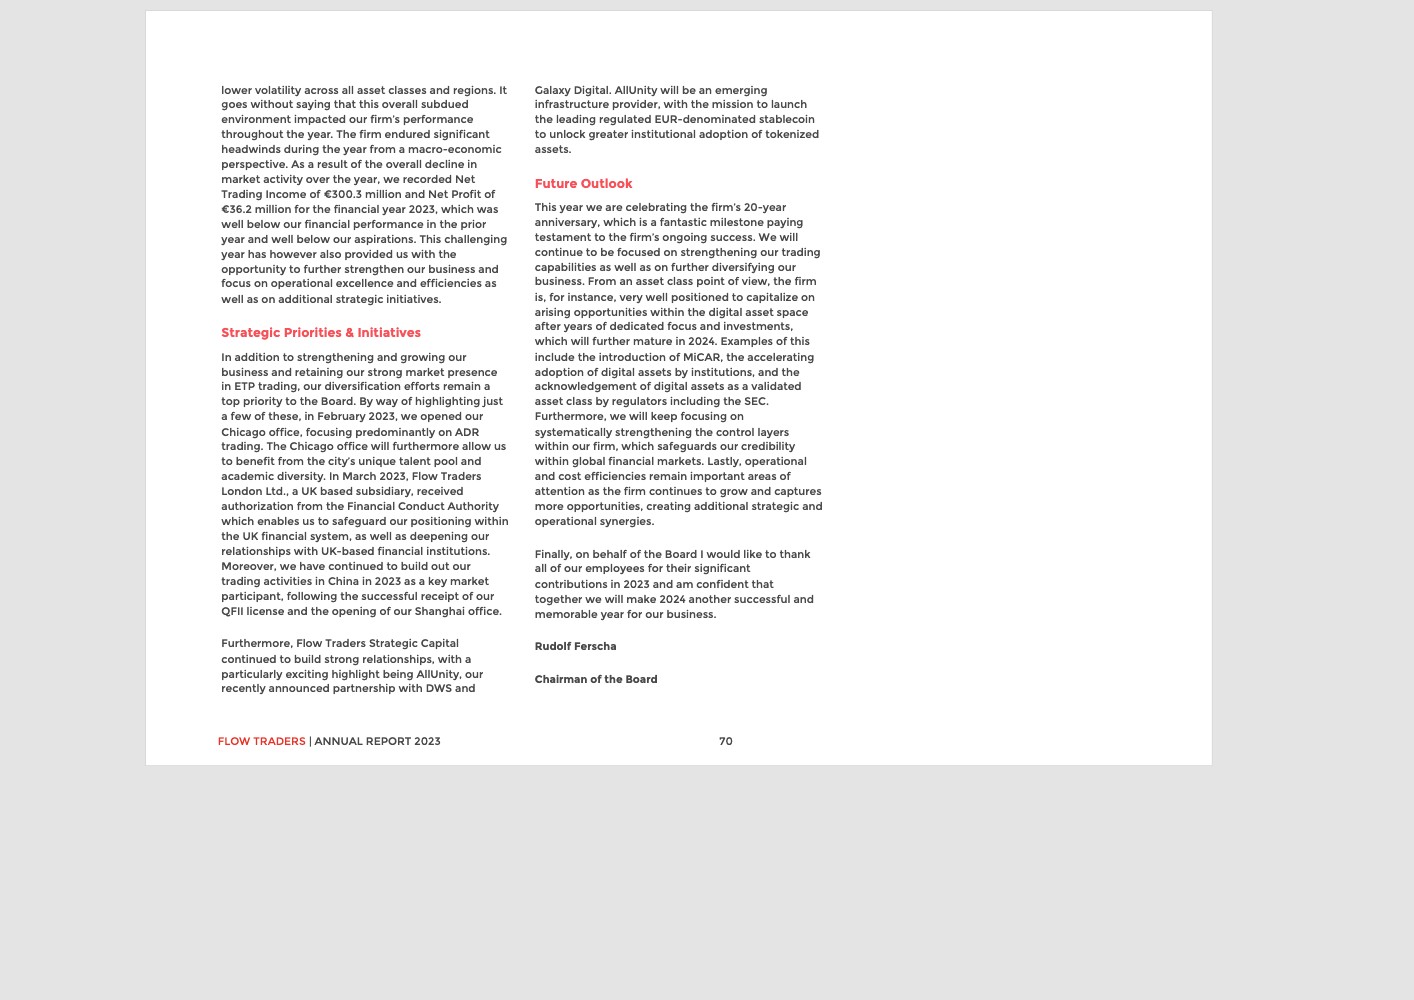 lower volatility across all asset classes and regions. It
goes without saying that this overall subdued
environment impacted our firm's performance
throughout the year. The firm endured significant
headwinds during the year from a macro-economic
perspective. As a result of the overall decline in
market activity over the year, we recorded Net
Trading Income of €300.3 million and Net Profit of
€36.2 million for the financial year 2023, which was
well below our financial performance in the prior
year and well below our aspirations. This challenging
year has however also provided us with the
opportunity to further strengthen our business and
focus on operational excellence and efficiencies as
well as on additional strategic initiatives.
Strategic Priorities & Initiatives
In addition to strengthening and growing our
business and retaining our strong market presence
in ETP trading, our diversification efforts remain a
top priority to the Board. By way of highlighting just
a few of these, in February 2023, we opened our
Chicago office, focusing predominantly on ADR
trading. The Chicago office will furthermore allow us
to benefit from the city's unique talent pool and
academic diversity. In March 2023, Flow Traders
London Ltd., a UK based subsidiary, received
authorization from the Financial Conduct Authority
which enables us to safeguard our positioning within
the UK financial system, as well as deepening our
relationships with UK-based financial institutions.
Moreover, we have continued to build out our
trading activities in China in 2023 as a key market
participant, following the successful receipt of our
QFII license and the opening of our Shanghai office.
Furthermore, Flow Traders Strategic Capital
continued to build strong relationships, with a
particularly exciting highlight being AllUnity, our
recently announced partnership with DWS and
Galaxy Digital. AllUnity will be an emerging
infrastructure provider, with the mission to launch
the leading regulated EUR-denominated stablecoin
to unlock greater institutional adoption of tokenized
assets.
Future Outlook
This year we are celebrating the firm's 20-year
anniversary, which is a fantastic milestone paying
testament to the firm's ongoing success. We will
continue to be focused on strengthening our trading
capabilities as well as on further diversifying our
business. From an asset class point of view, the firm
is, for instance, very well positioned to capitalize on
arising opportunities within the digital asset space
after years of dedicated focus and investments,
which will further mature in 2024. Examples of this
include the introduction of MiCAR, the accelerating
adoption of digital assets by institutions, and the
acknowledgement of digital assets as a validated
asset class by regulators including the SEC.
Furthermore, we will keep focusing on
systematically strengthening the control layers
within our firm, which safeguards our credibility
within global financial markets. Lastly, operational
and cost efficiencies remain important areas of
attention as the firm continues to grow and captures
more opportunities, creating additional strategic and
operational synergies.
Finally, on behalf of the Board I would like to thank
all of our employees for their significant
contributions in 2023 and am confident that
together we will make 2024 another successful and
memorable year for our business.
Rudolf Ferscha
Chairman of the Board
FLOW TRADERS | ANNUAL REPORT 2023
70